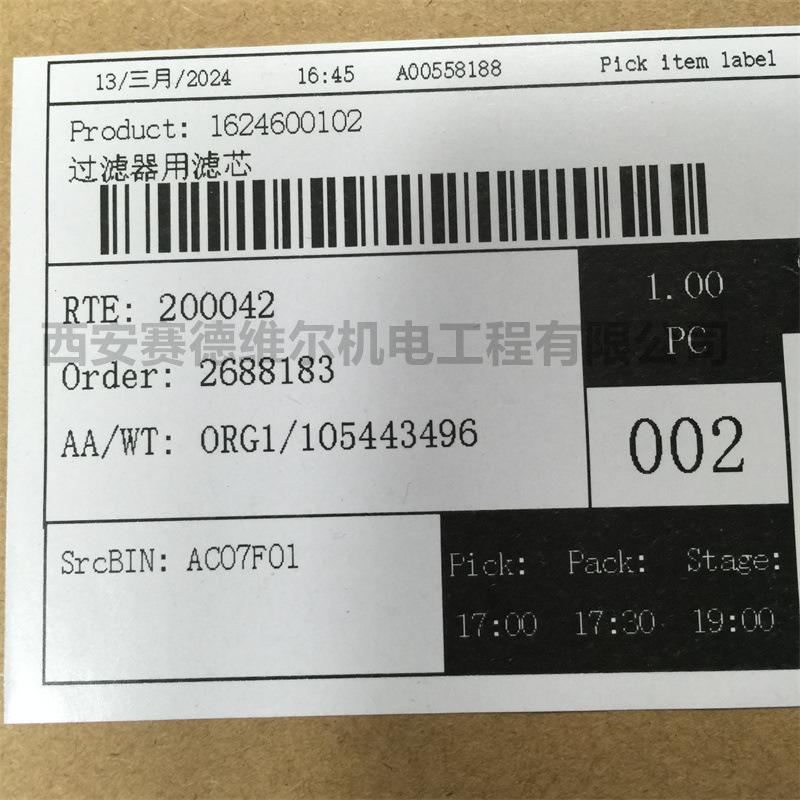 13/三月/2024 16:45 A00558188 Pick item label
Product: 1624600102
过滤器用滤芯
RTE: 200042
1.00
PC
西安赛德维尔机电工程有限公司
Order: 2688183
AA/WT: ORG1/105443496
002
SrcBIN: AC07F01
Pick: Pack: Stage:
17:00 17:30 19:00